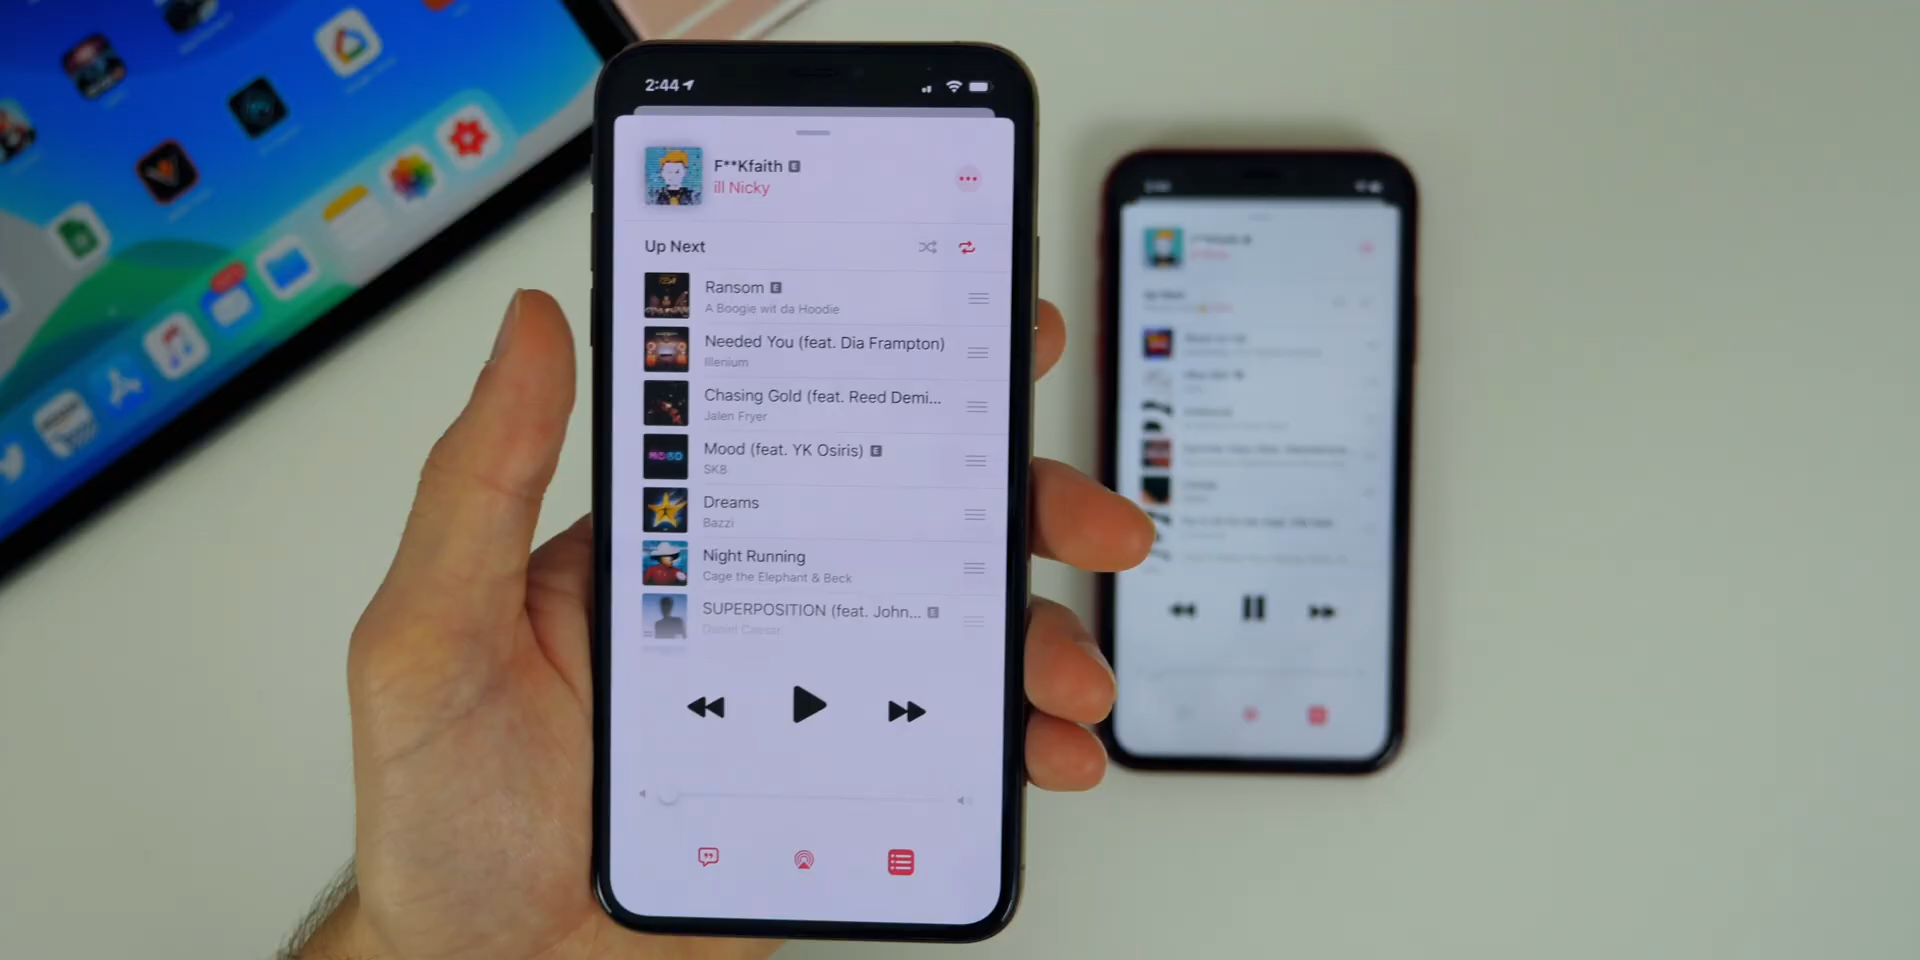 2:44
F**Kfaith E
ill Nicky
Up Next
Ransom E
A Boogie wit da Hoodie
Needed You (feat. Dia Frampton)
Illenium
Chasing Gold (feat. Reed Demi...
Jalen Fryer
Mood (feat. YK Osiris) E
SK8
Dreams
Bazzi
Night Running
Cage the Elephant & Beck
SUPERPOSITION (feat. John... E
Daniel Caesar